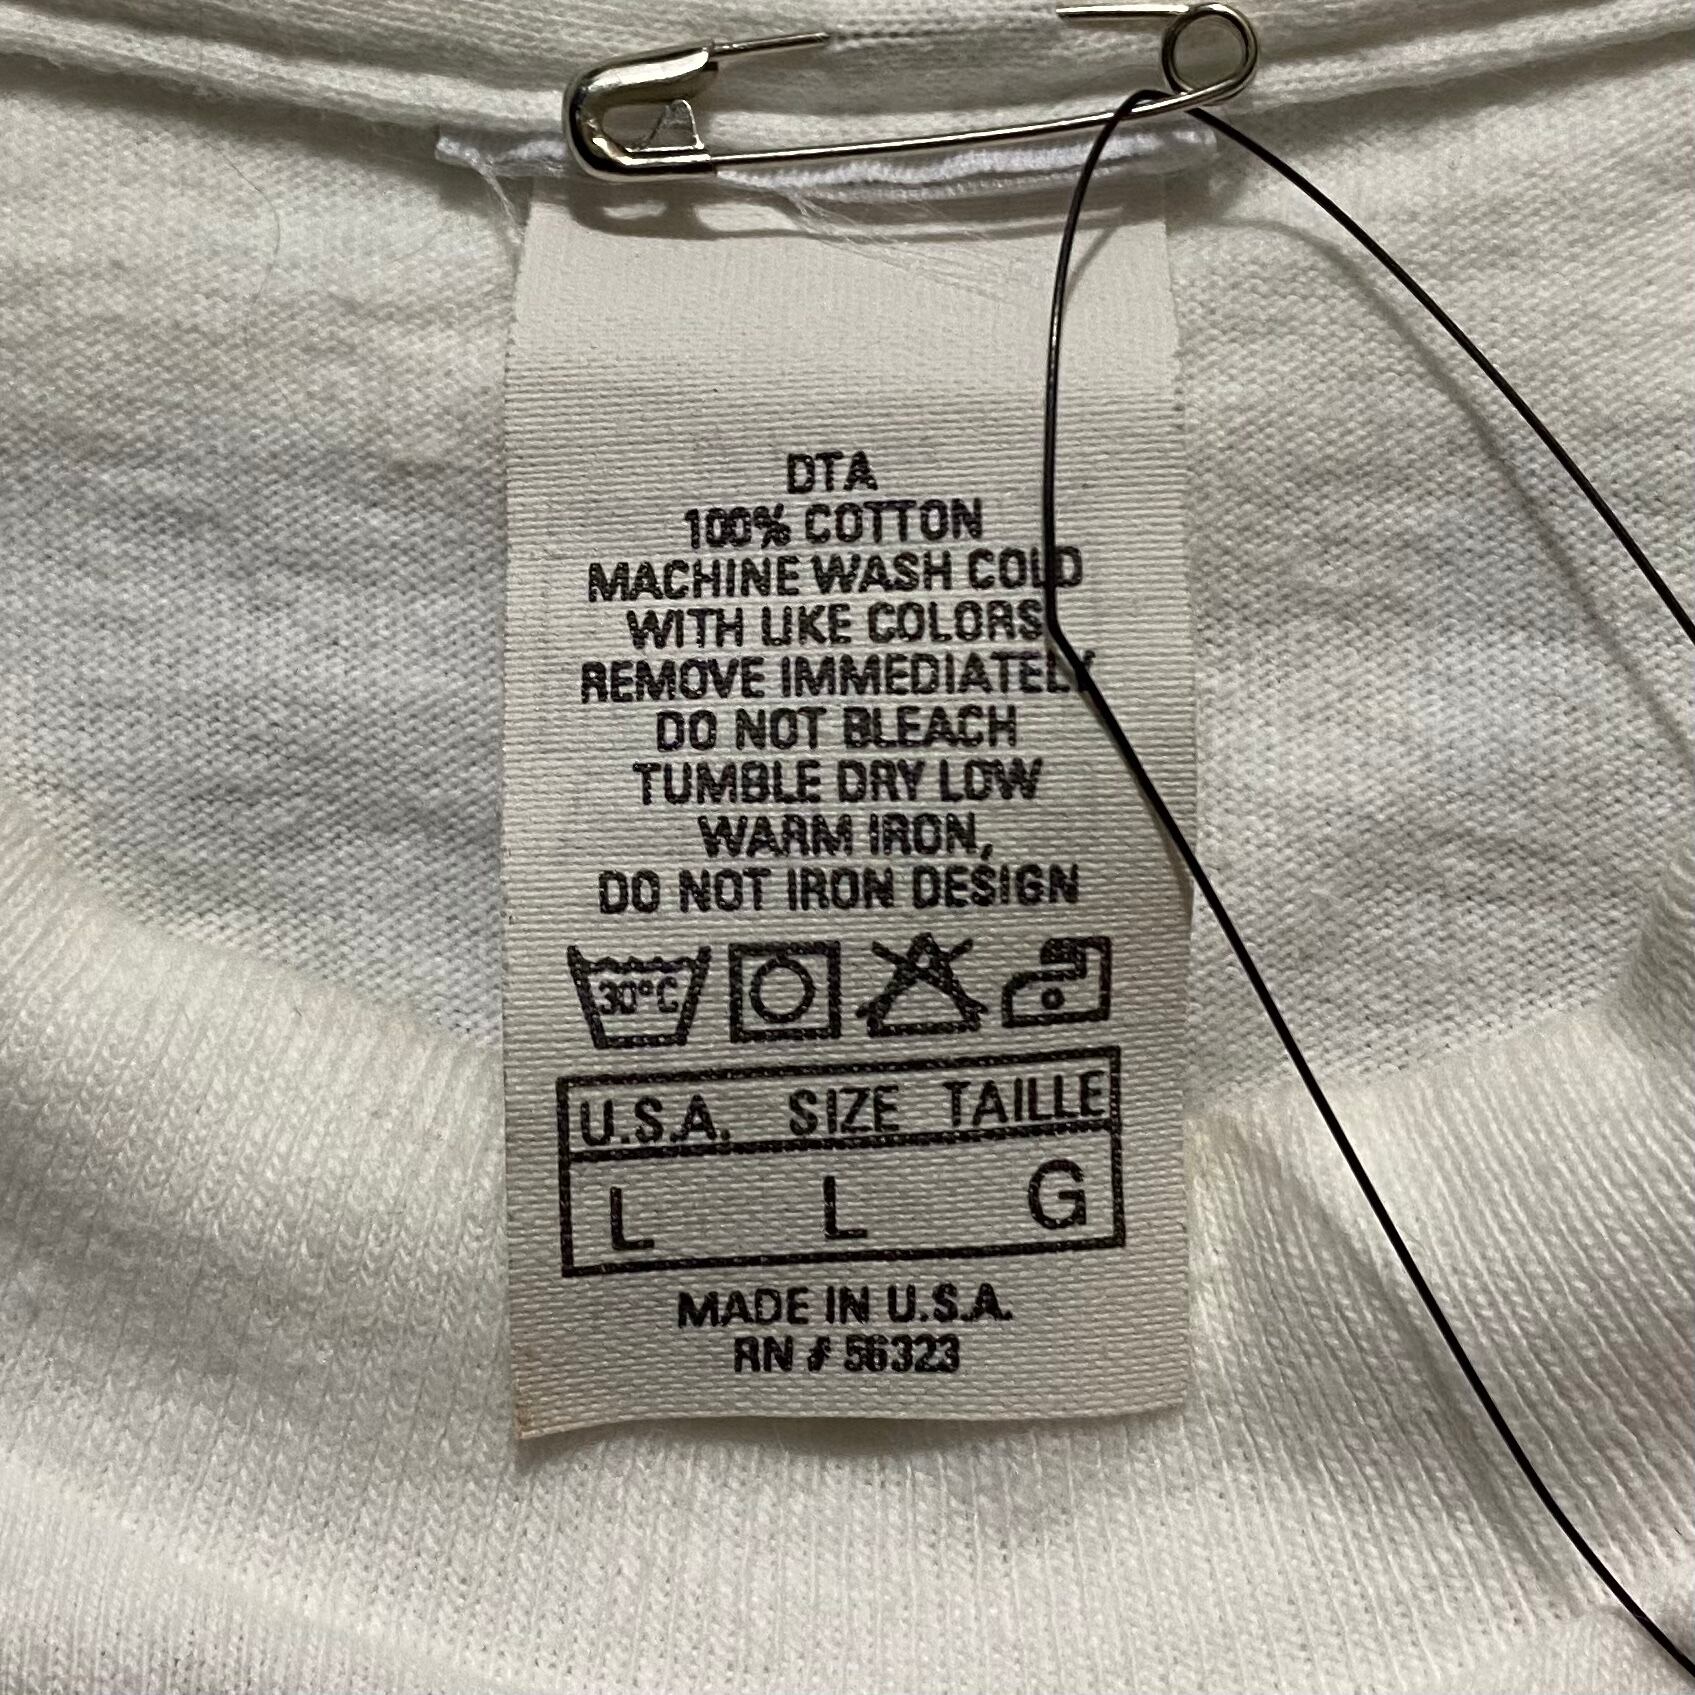 DTA
100% COTTON
MACHINE WASH COLD
WITH LIKE COLORS
REMOVE IMMEDIATELY
DO NOT BLEACH
TUMBLE DRY LOW
WARM IRON,
DO NOT IRON DESIGN
30°C
U.S.A. SIZE TAILLE
L L G
MADE IN U.S.A.
RN # 56323